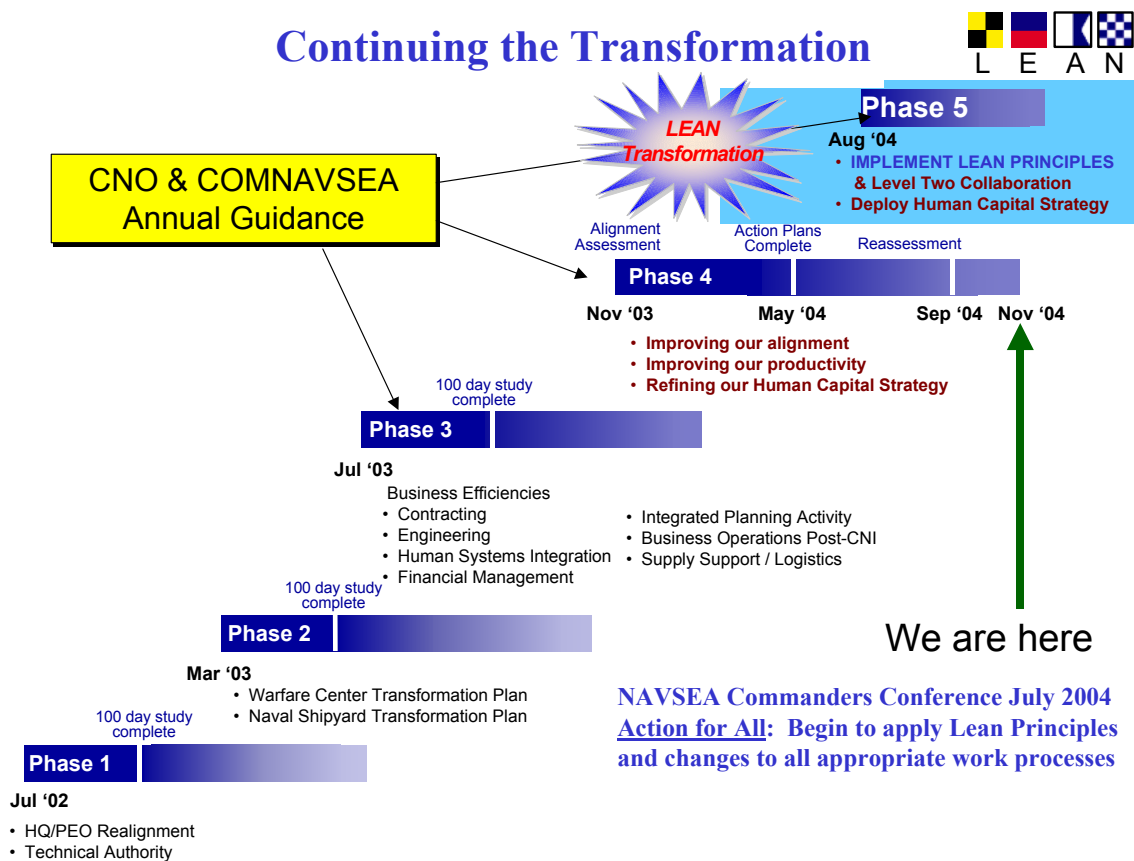 Continuing the Transformation
L E A N
LEAN
Transformation
Phase 5
Aug ‘04
• IMPLEMENT LEAN PRINCIPLES
& Level Two Collaboration
• Deploy Human Capital Strategy
CNO & COMNAVSEA
Annual Guidance
Alignment
Assessment
Action Plans
Complete
Reassessment
Phase 4
Nov ‘03
May ‘04
Sep ‘04
Nov ‘04
• Improving our alignment
• Improving our productivity
• Refining our Human Capital Strategy
100 day study
complete
Phase 3
Jul ‘03
Business Efficiencies
• Contracting
• Engineering
• Human Systems Integration
• Financial Management
• Integrated Planning Activity
• Business Operations Post-CNI
• Supply Support / Logistics
100 day study
complete
Phase 2
Mar ‘03
• Warfare Center Transformation Plan
• Naval Shipyard Transformation Plan
We are here
NAVSEA Commanders Conference July 2004
Action for All: Begin to apply Lean Principles
and changes to all appropriate work processes
100 day study
complete
Phase 1
Jul ‘02
• HQ/PEO Realignment
• Technical Authority